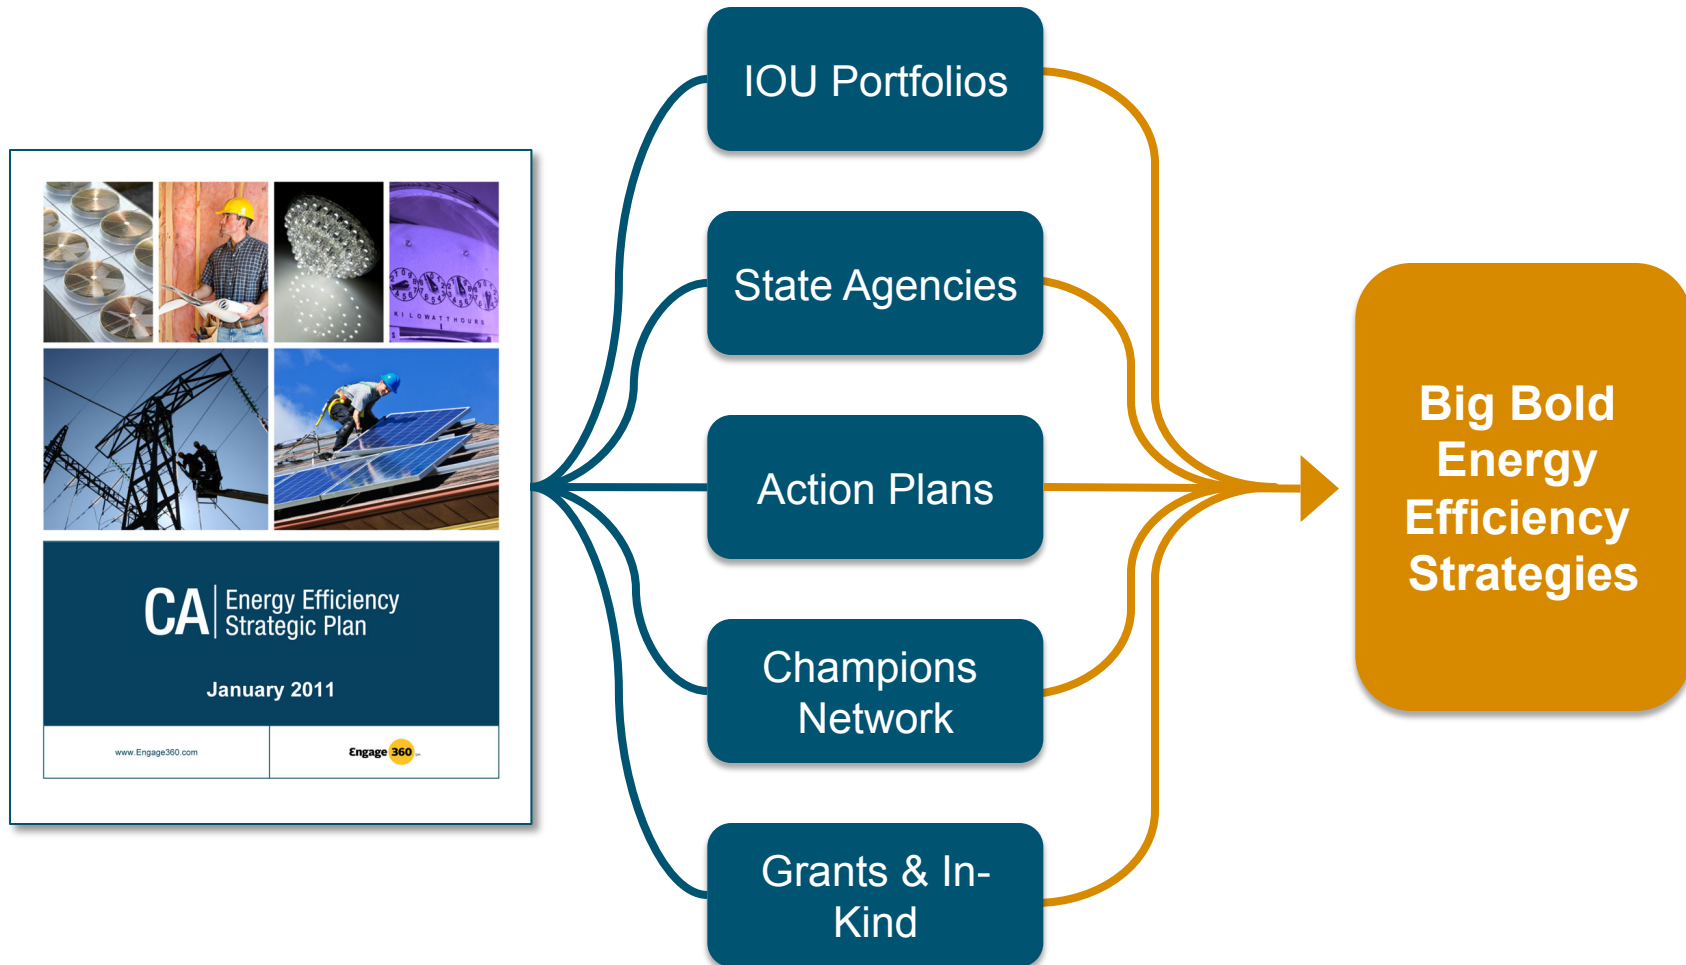 IOU Portfolios
State Agencies
Action Plans
Champions
Network
Grants & In-
Kind
KILOWATTHOURS
CA
Energy Efficiency
Strategic Plan
January 2011
www.Engage360.com
Engage 360
Big Bold
Energy
Efficiency
Strategies